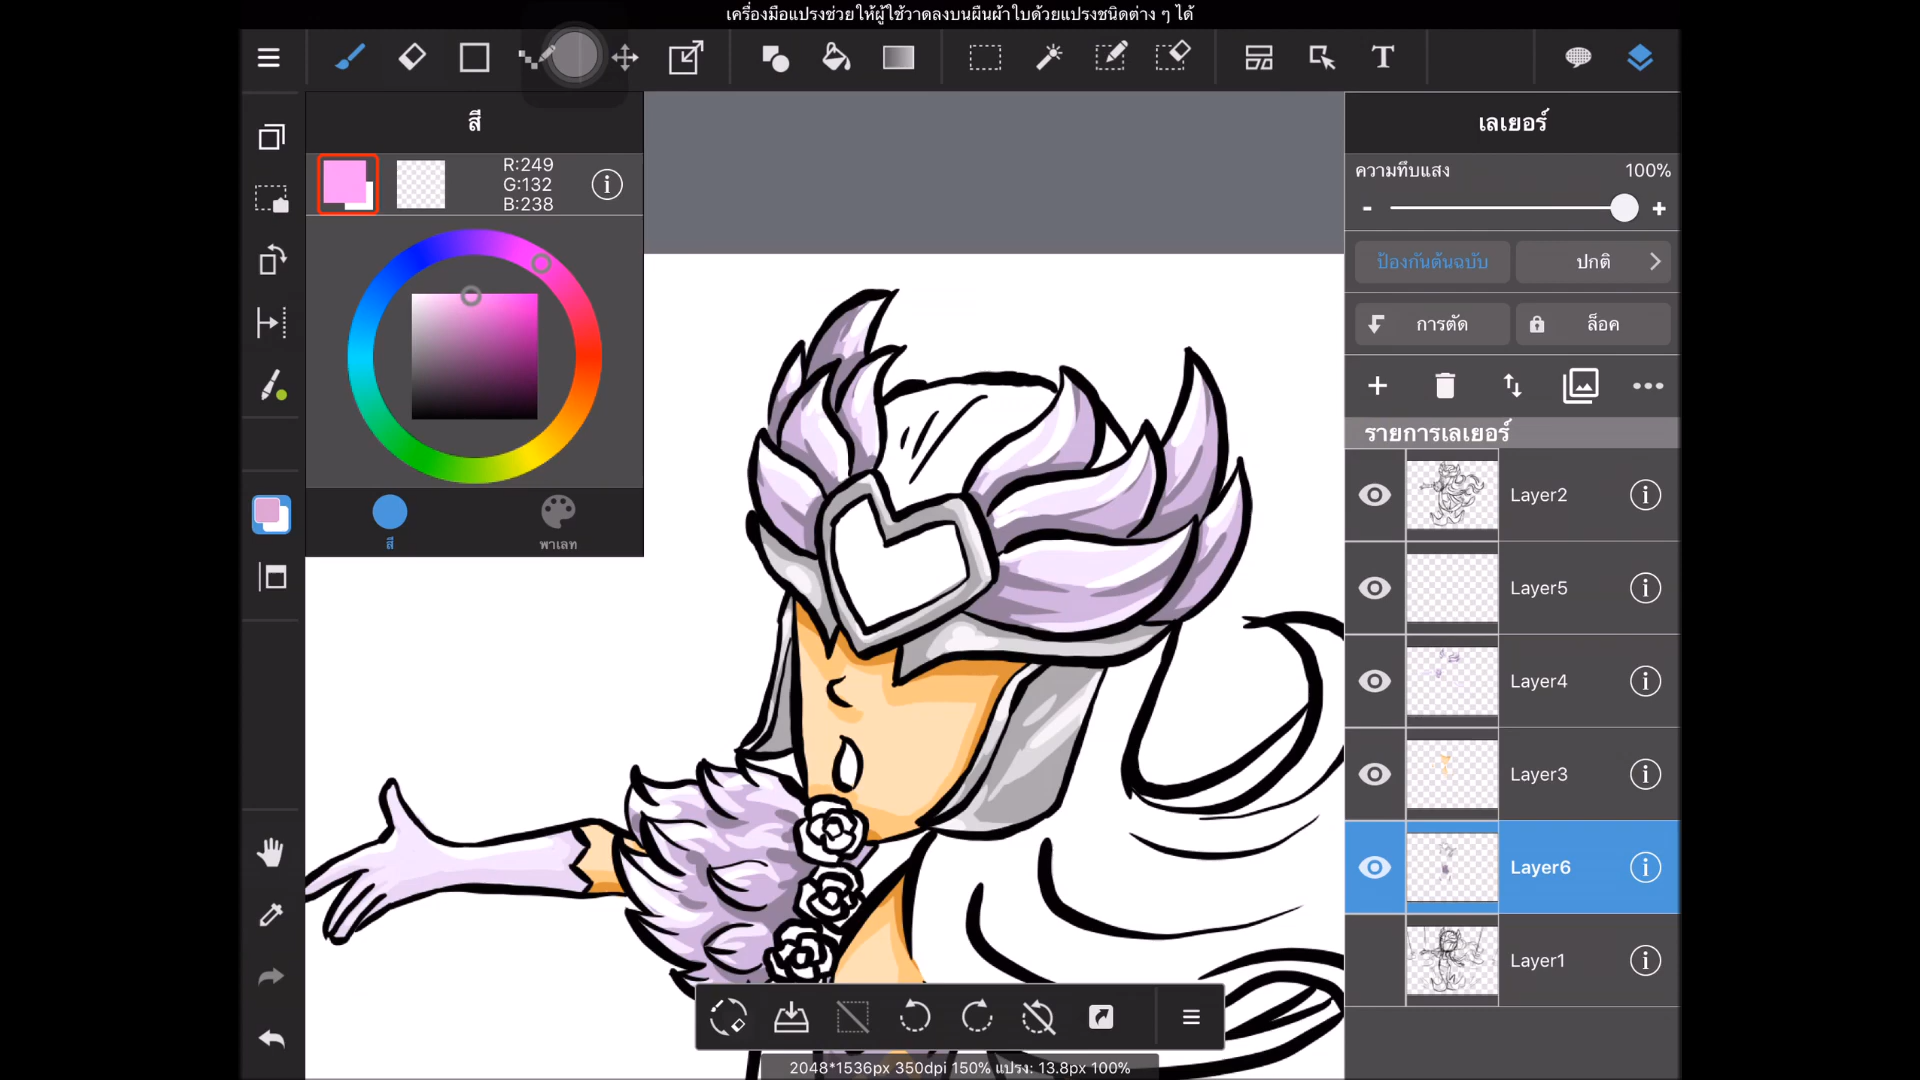 เครื่องมือแปรงช่วยให้ผู้ใช้วาดลงบนผืนผ้าใบด้วยแปรงชนิดต่าง ๆ ได้
สี
R:249
G:132
B:238
สี
พาเลท
เลเยอร์
ความทึบแสง 100%
ป้องกันต้นฉบับ ปกติ
การตัด ล็อค
รายการเลเยอร์
Layer2
Layer5
Layer4
Layer3
Layer6
Layer1
2048*1536px 350dpi 150% แปรง: 13.8px 100%